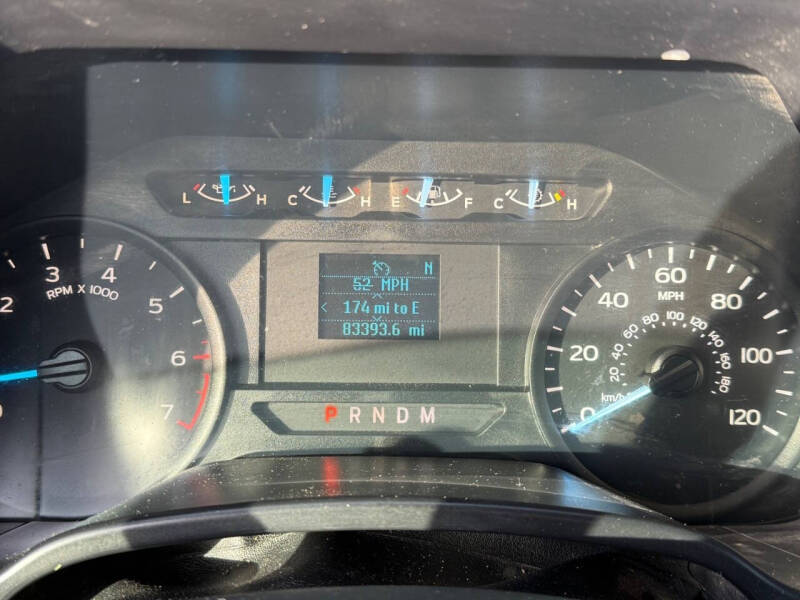 L H C H E F C H
N
52 MPH
< 174 mi to E
83393.6 mi
P R N D M
0 2 3 4 5 6 7
RPM X 1000
0 20 40 60 80 100 120
MPH
20 40 60 80 100 120 140 160 180
km/h